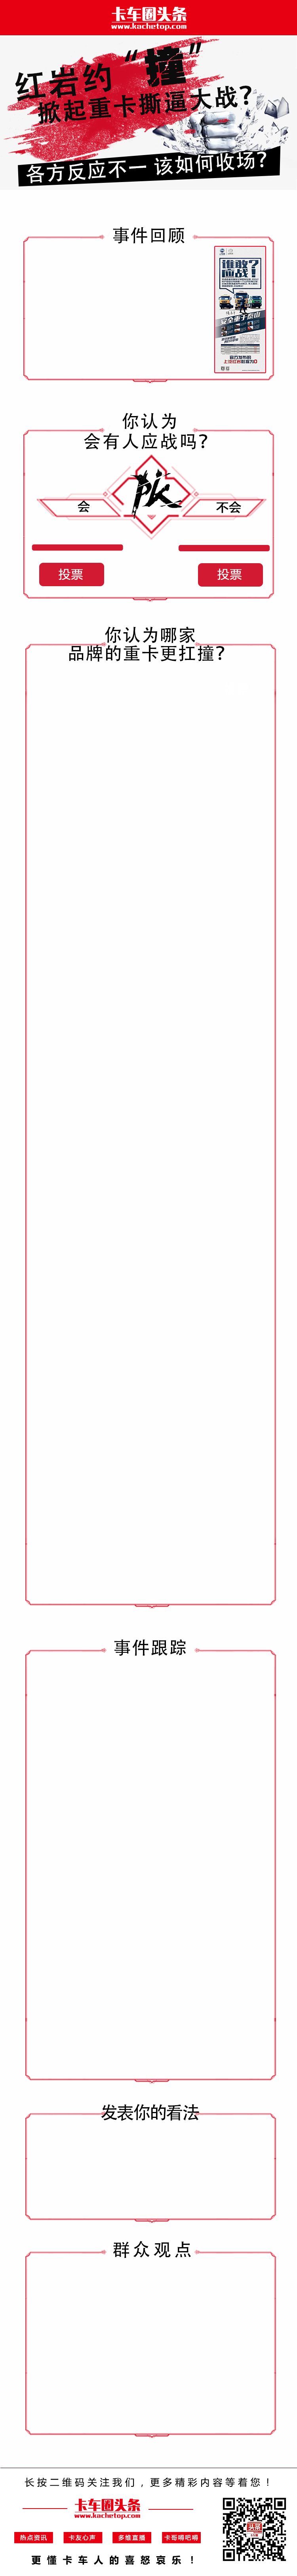 卡车圈头条
www.kachetop.com
红岩约“撞”
掀起重卡撕逼大战?
各方反应不一 该如何收场?
事件回顾
谁敢?
应战!
你认为
会有人应战吗?
会
PK
不会
投票
投票
你认为哪家
品牌的重卡更扛撞?
事件跟踪
发表你的看法
群众观点
长按二维码关注我们，更多精彩内容等着您！
卡车圈头条
www.kachetop.com
热点资讯
卡友心声
多维直播
卡哥嘚吧嘚
更懂卡车人的喜怒哀乐！